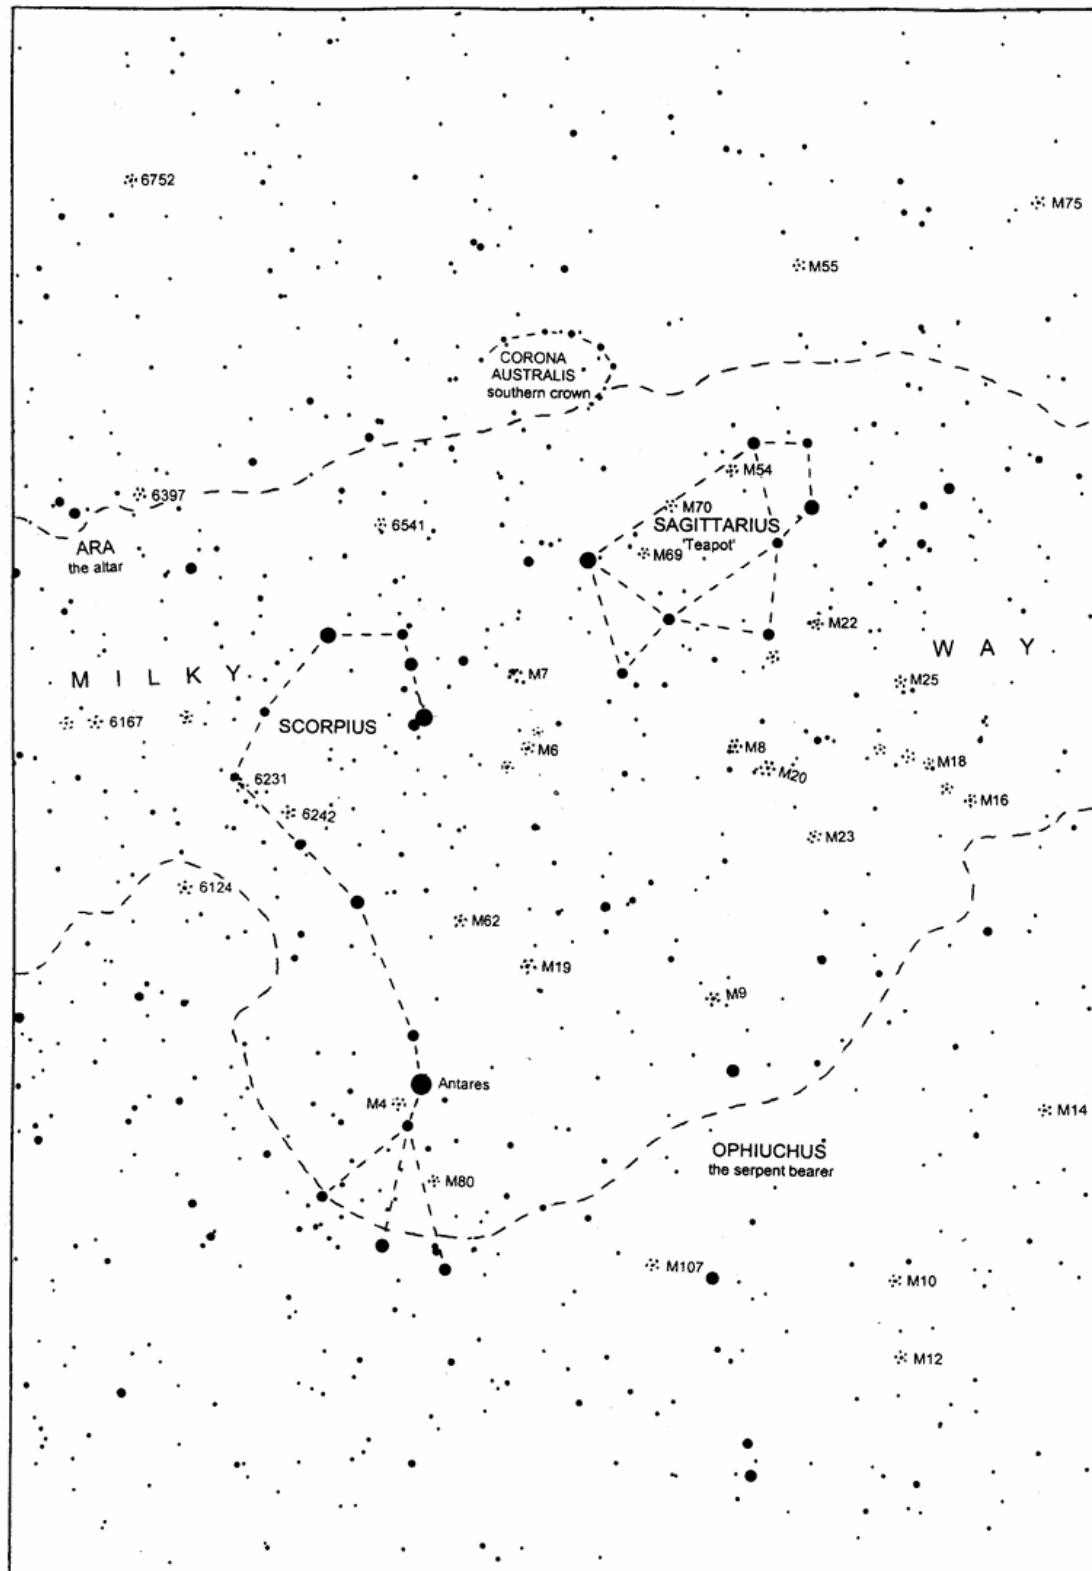 6752
M75
M55
CORONA
AUSTRALIS
southern crown
M54
6397
M70
6541
SAGITTARIUS
'Teapot'
ARA
the altar
M69
M22
M I L K Y
W A Y
M7
M25
6167
SCORPIUS
M6
M8
M20
M18
6231
M16
6242
M23
6124
M62
M19
M9
Antares
M4
M14
OPHIUCHUS
the serpent bearer
M80
M107
M10
M12